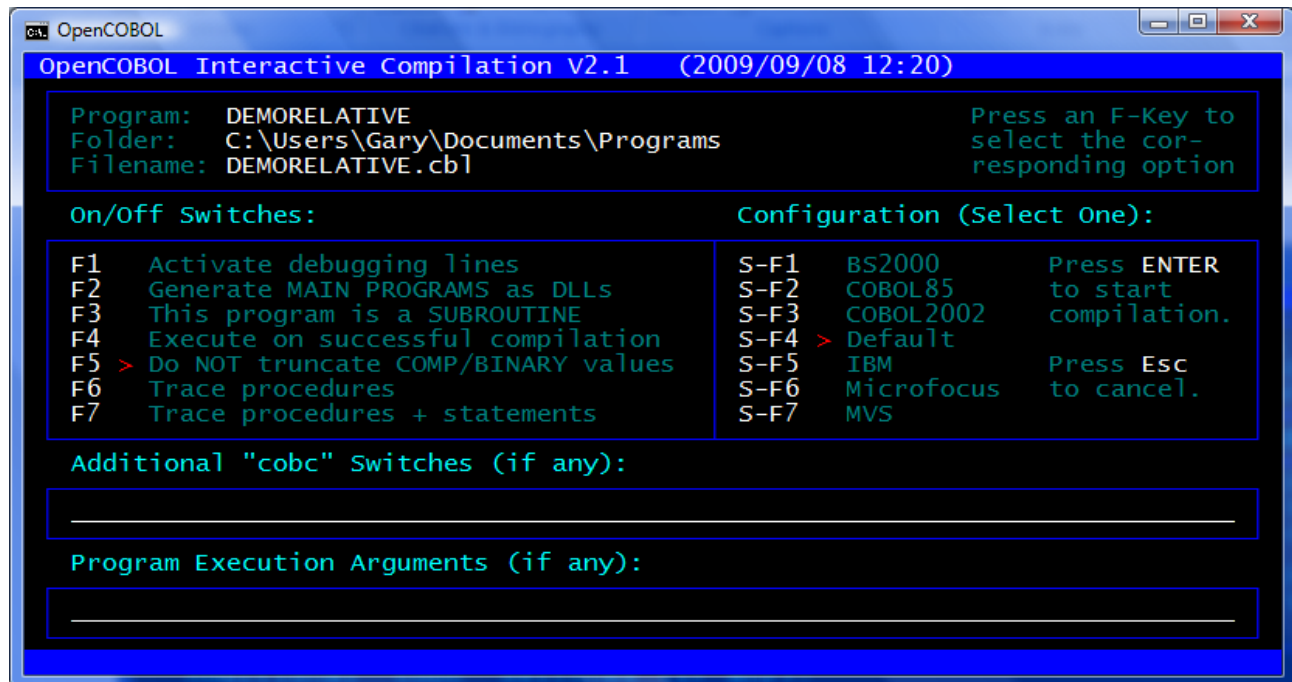 OpenCOBOL
OpenCOBOL Interactive Compilation V2.1 (2009/09/08 12:20)
Program: DEMORELATIVE
Folder: C:\Users\Gary\Documents\Programs
Filename: DEMORELATIVE.cbl
Press an F-Key to
select the cor-
responding option
On/Off Switches:
F1 Activate debugging lines
F2 Generate MAIN PROGRAMS as DLLs
F3 This program is a SUBROUTINE
F4 Execute on successful compilation
F5 > Do NOT truncate COMP/BINARY values
F6 Trace procedures
F7 Trace procedures + statements
Configuration (Select One):
S-F1 BS2000
S-F2 COBOL85
S-F3 COBOL2002
S-F4 > Default
S-F5 IBM
S-F6 Microfocus
S-F7 MVS
Press ENTER
to start
compilation.
Press Esc
to cancel.
Additional "cobc" Switches (if any):
Program Execution Arguments (if any):